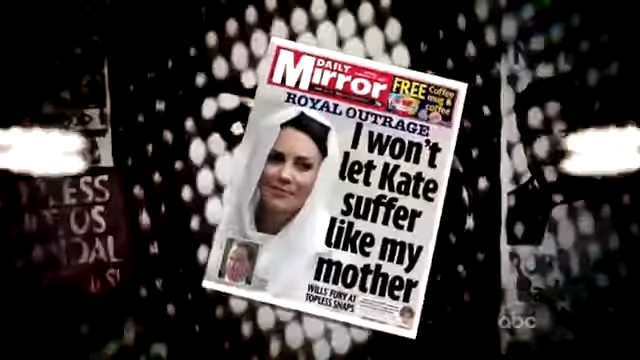 DAILY
Mirror
FREE
Coffee
mug &
coffee
ROYAL OUTRAGE
I won't
let Kate
suffer
like my
mother
WILLS' FURY AT
TOPLESS SNAPS
ESS
OS
DAL
abc